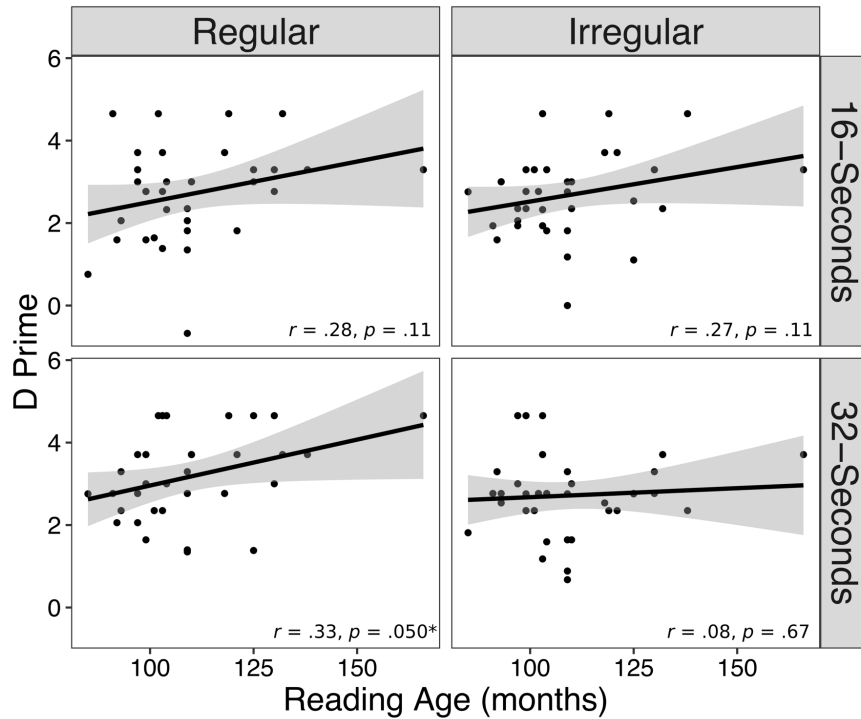 Regular
Irregular
6
4
2
0
r = .28, p = .11
r = .27, p = .11
16−Seconds
D Prime
6
4
2
0
r = .33, p = .050*
r = .08, p = .67
32−Seconds
100 125 150
100 125 150
Reading Age (months)